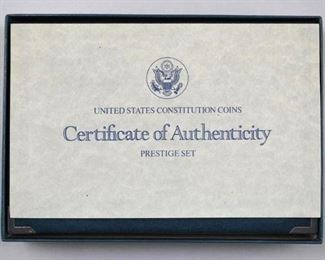 UNITED STATES CONSTITUTION COINS
Certificate of Authenticity
PRESTIGE SET